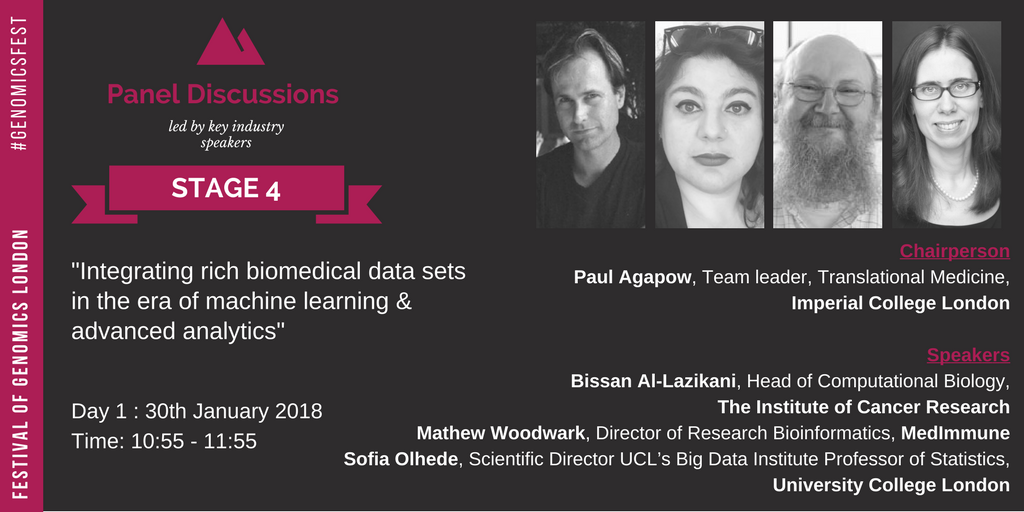 #GENOMICSFEST
FESTIVAL OF GENOMICS LONDON
Panel Discussions
led by key industry
speakers
STAGE 4
"Integrating rich biomedical data sets
in the era of machine learning &
advanced analytics"
Day 1 : 30th January 2018
Time: 10:55 - 11:55
Chairperson
Paul Agapow, Team leader, Translational Medicine,
Imperial College London
Speakers
Bissan Al-Lazikani, Head of Computational Biology,
The Institute of Cancer Research
Mathew Woodwark, Director of Research Bioinformatics, MedImmune
Sofia Olhede, Scientific Director UCL's Big Data Institute Professor of Statistics,
University College London